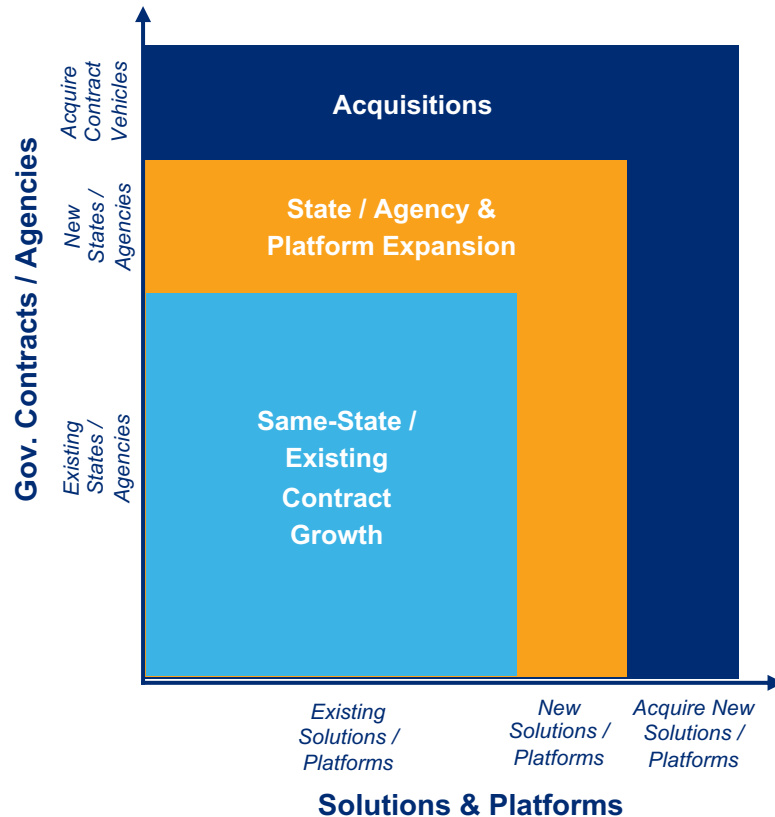 Gov. Contracts / Agencies
Acquire
Contract
Vehicles
New
States /
Agencies
Existing
States /
Agencies
Acquisitions
State / Agency &
Platform Expansion
Same-State /
Existing
Contract
Growth
Existing
Solutions /
Platforms
New
Solutions /
Platforms
Acquire New
Solutions /
Platforms
Solutions & Platforms